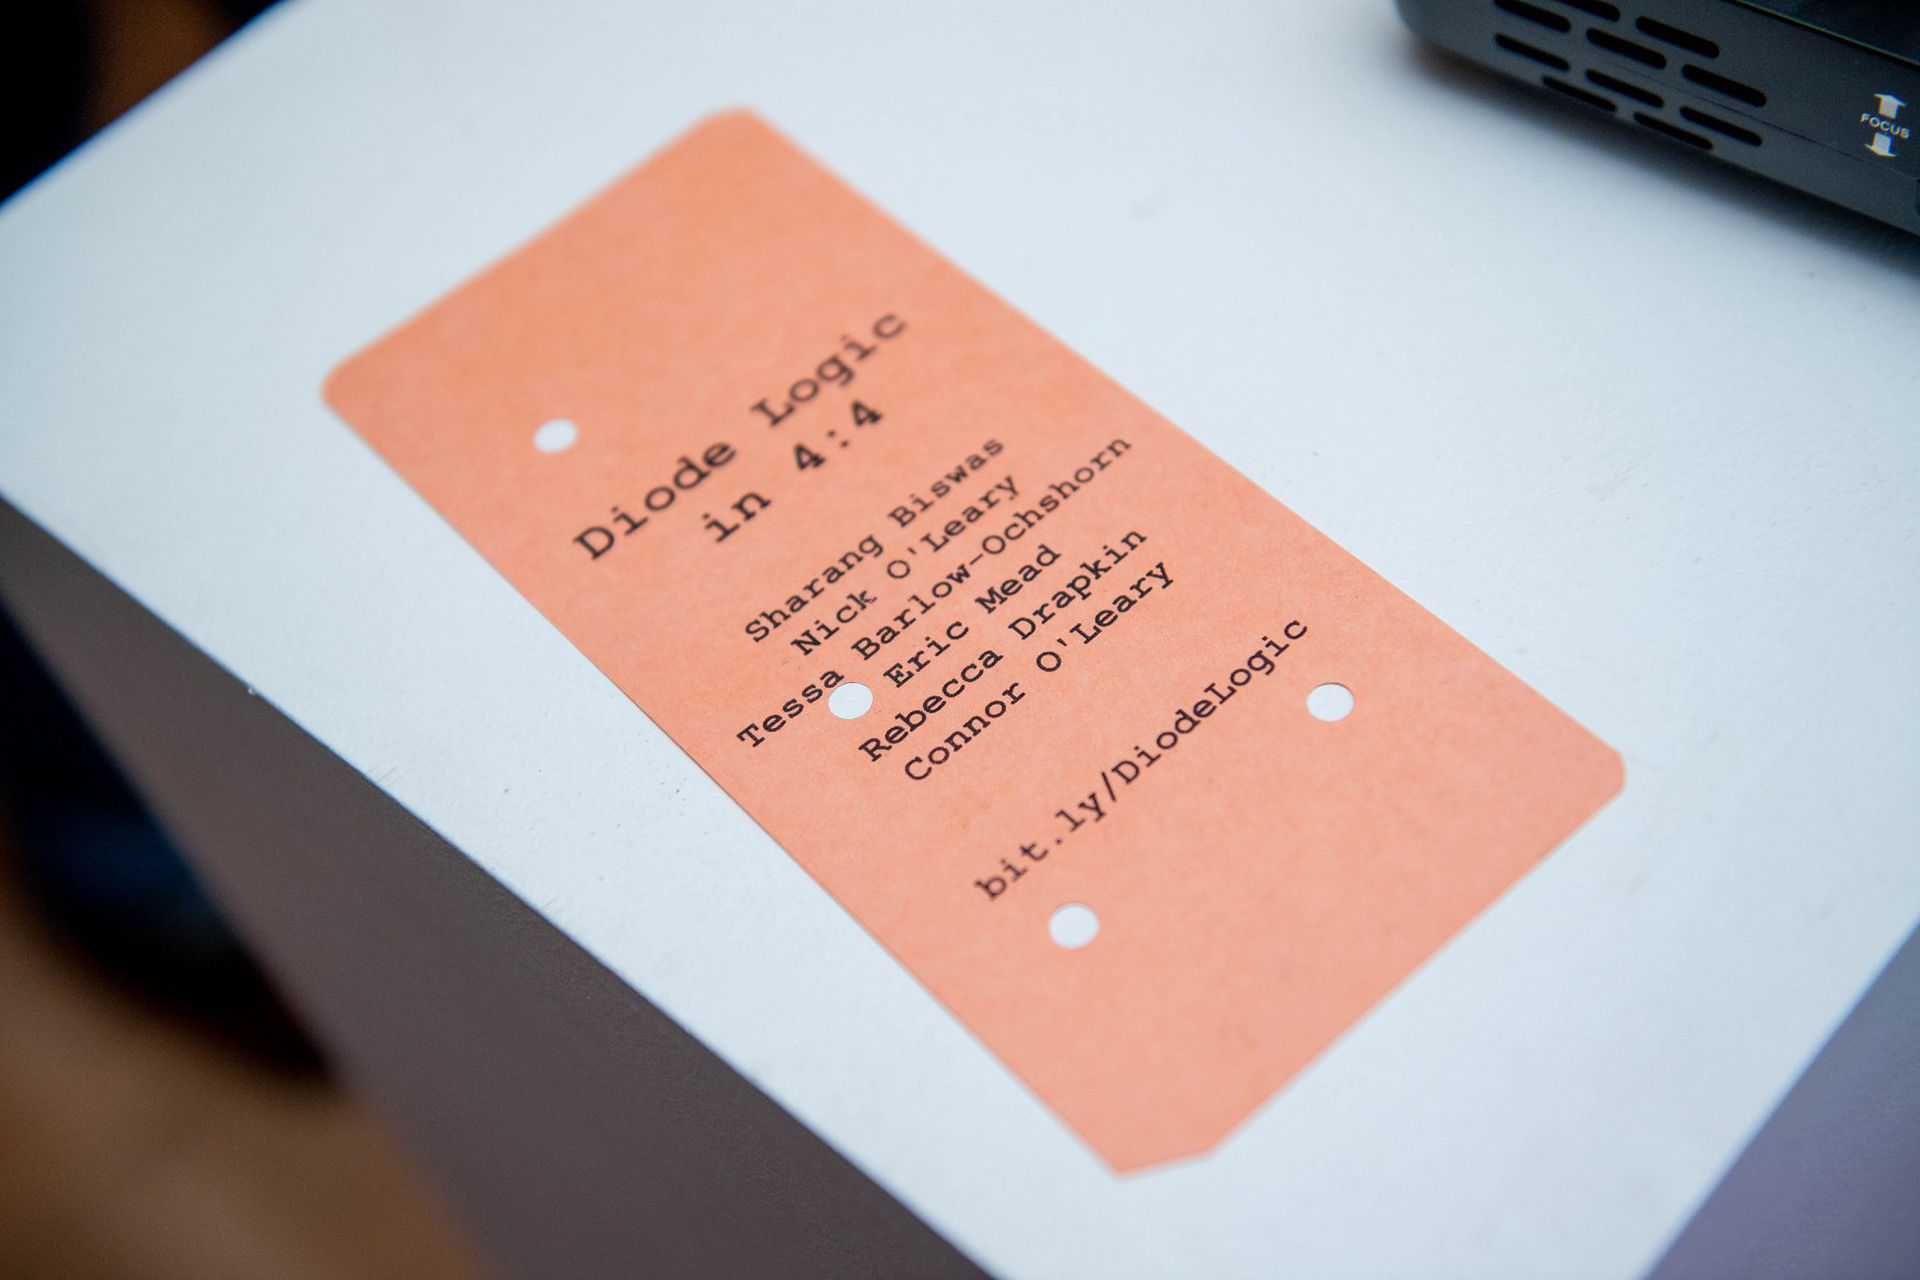 Diode Logic
in 4:4
Sharang Biswas
Nick O'Leary
Tessa Barlow-Ochshorn
Eric Mead
Rebecca Drapkin
Connor O'Leary
bit.ly/DiodeLogic
FOCUS